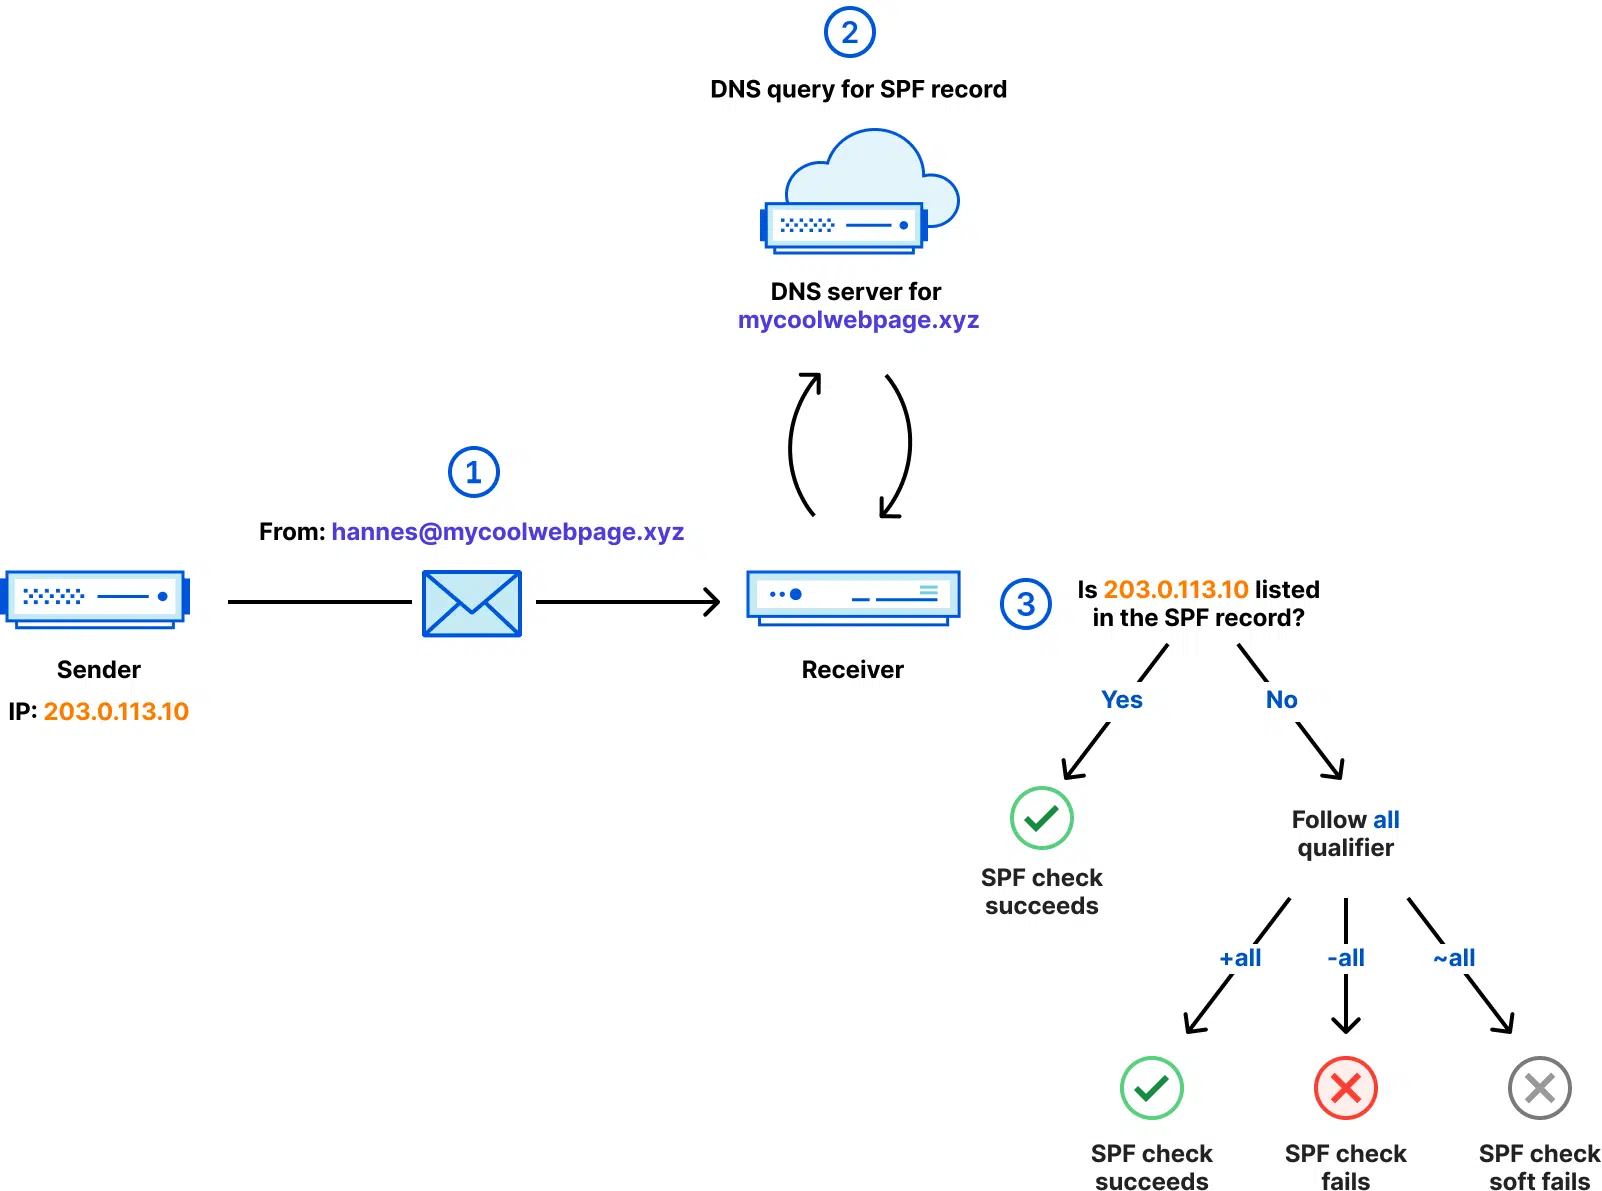 2
DNS query for SPF record
DNS server for
mycoolwebpage.xyz
1
From: hannes@mycoolwebpage.xyz
Sender
IP: 203.0.113.10
Receiver
3
Is 203.0.113.10 listed
in the SPF record?
Yes
No
SPF check
succeeds
Follow all
qualifier
+all
-all
~all
SPF check
succeeds
SPF check
fails
SPF check
soft fails